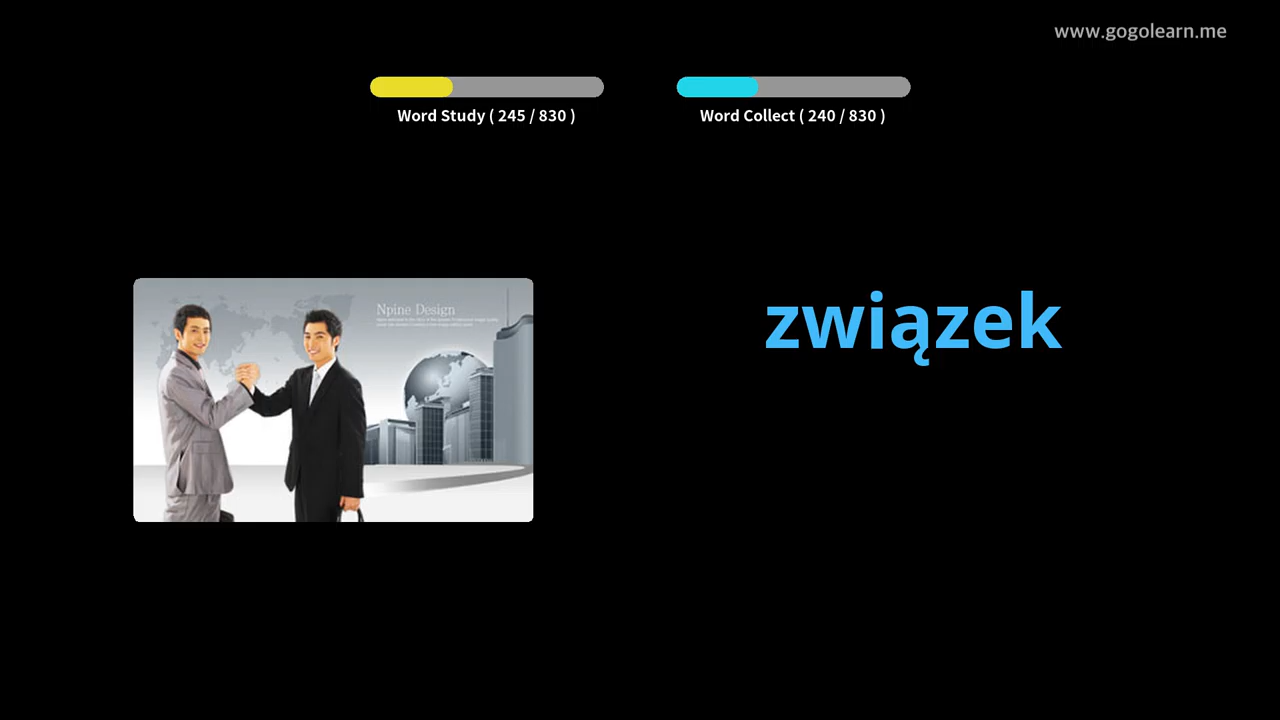 www.gogolearn.me
Word Study ( 245 / 830 )
Word Collect ( 240 / 830 )
Npine Design
związek